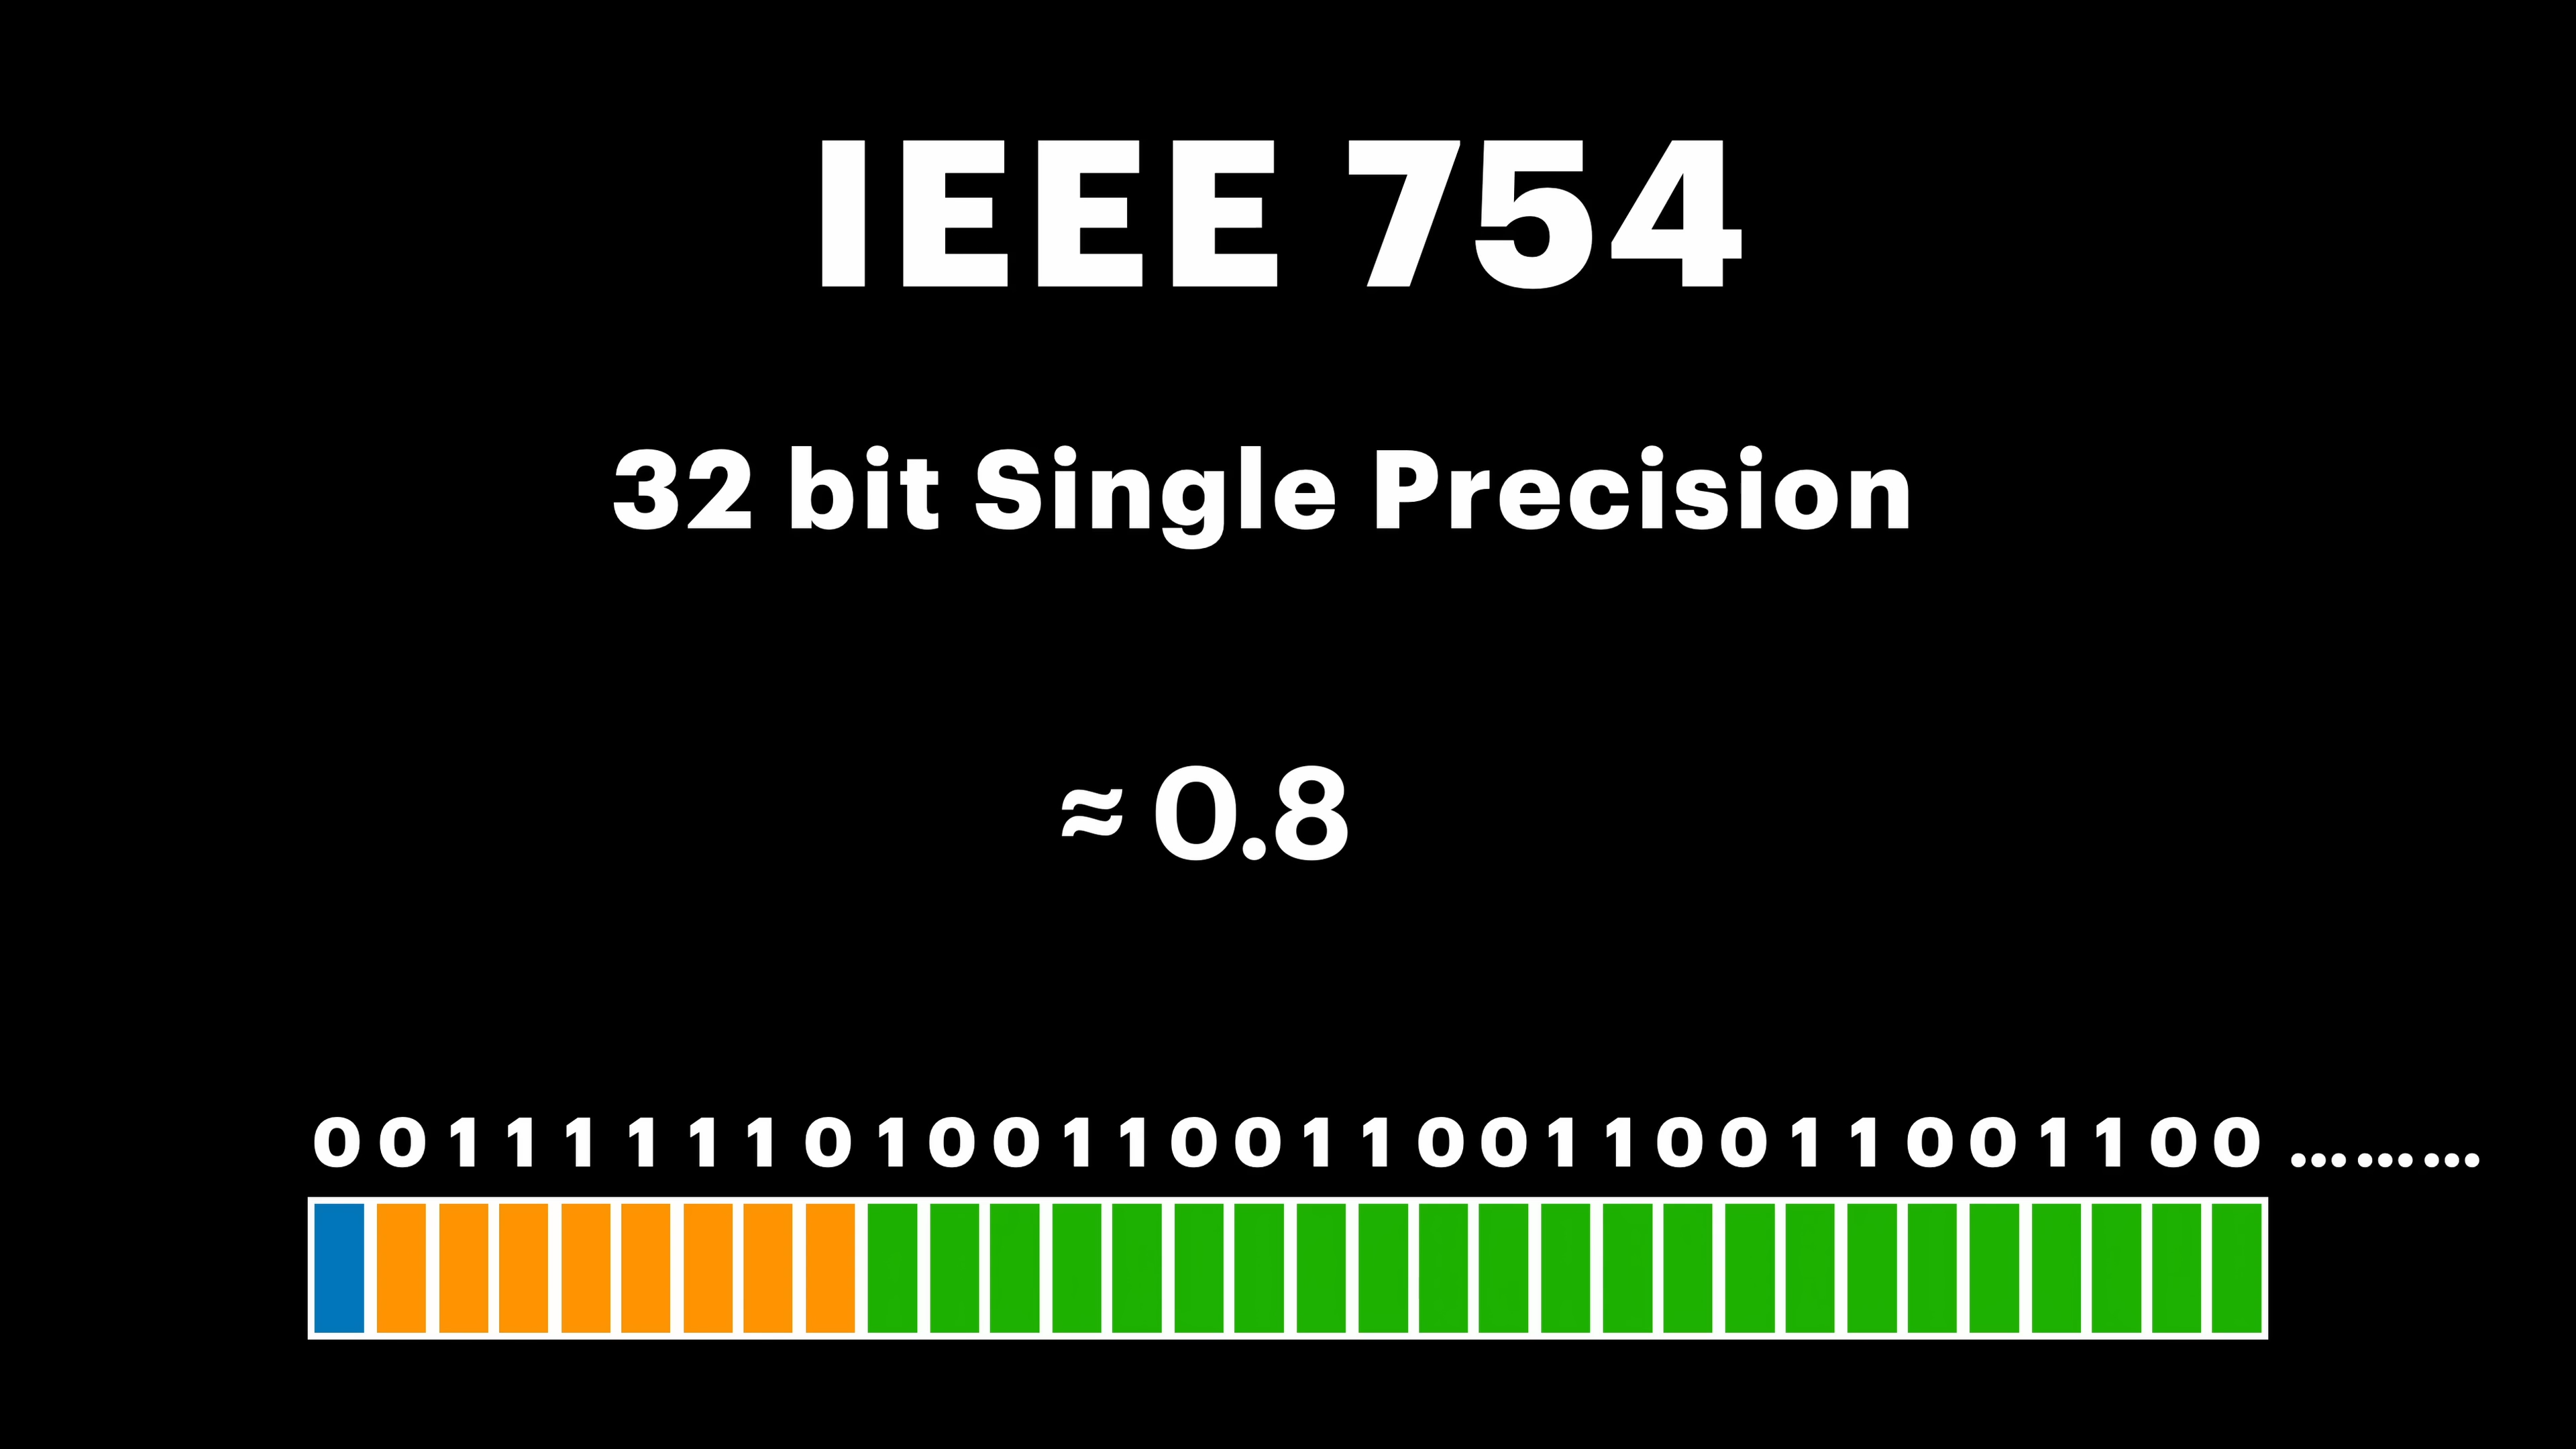 IEEE 754
32 bit Single Precision
≈ 0.8
0 0 1 1 1 1 1 1 0 1 0 0 1 1 0 0 1 1 0 0 1 1 0 0 1 1 0 0 1 1 0 0 .........